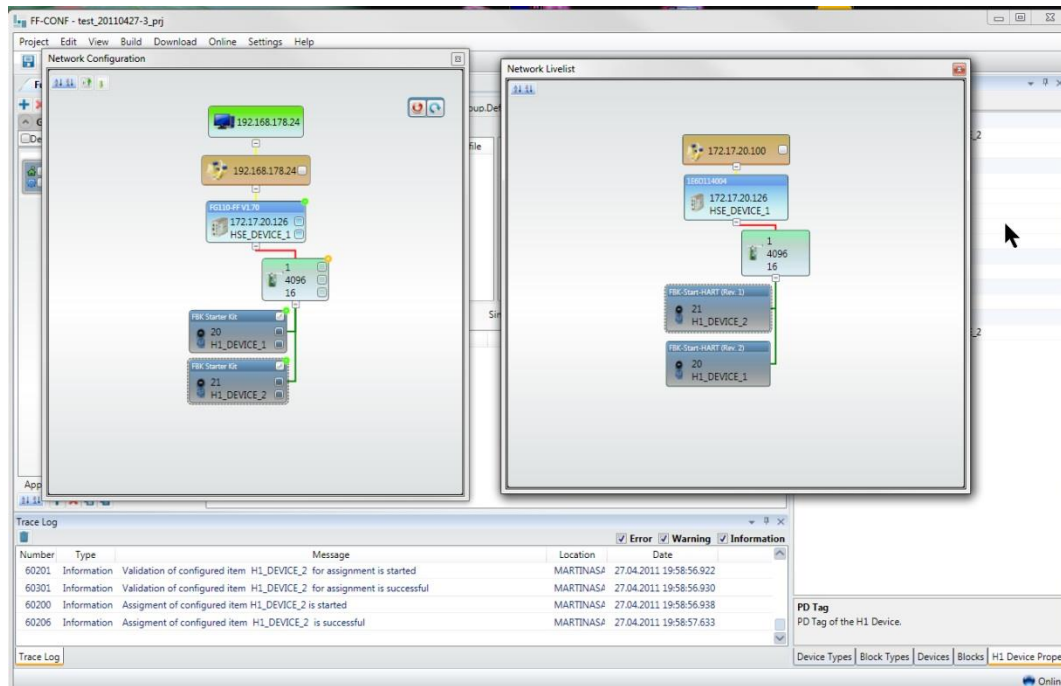 FF-CONF - test_20110427-3_prj
Project Edit View Build Download Online Settings Help
Network Configuration
192.168.178.24
192.168.178.24
FG110-FF V1.70
172.17.20.126
HSE_DEVICE_1
1
4096
16
FBK Starter Kit
20
H1_DEVICE_1
FBK Starter Kit
21
H1_DEVICE_2
Network Livelist
172.17.20.100
172.17.20.126
HSE_DEVICE_1
1
4096
16
FBK-Start-HART (Rev. 1)
21
H1_DEVICE_2
FBK-Start-HART (Rev. 2)
20
H1_DEVICE_1
Trace Log
Error Warning Information
Number Type Message Location Date
60201 Information Validation of configured item H1_DEVICE_2 for assignment is started MARTINASA 27.04.2011 19:58:56.922
60301 Information Validation of configured item H1_DEVICE_2 for assignment is successful MARTINASA 27.04.2011 19:58:56.930
60200 Information Assigment of configured item H1_DEVICE_2 is started MARTINASA 27.04.2011 19:58:56.938
60206 Information Assigment of configured item H1_DEVICE_2 is successful MARTINASA 27.04.2011 19:58:57.633
Trace Log
PD Tag
PD Tag of the H1 Device.
Device Types Block Types Devices Blocks H1 Device Prope
Onlin